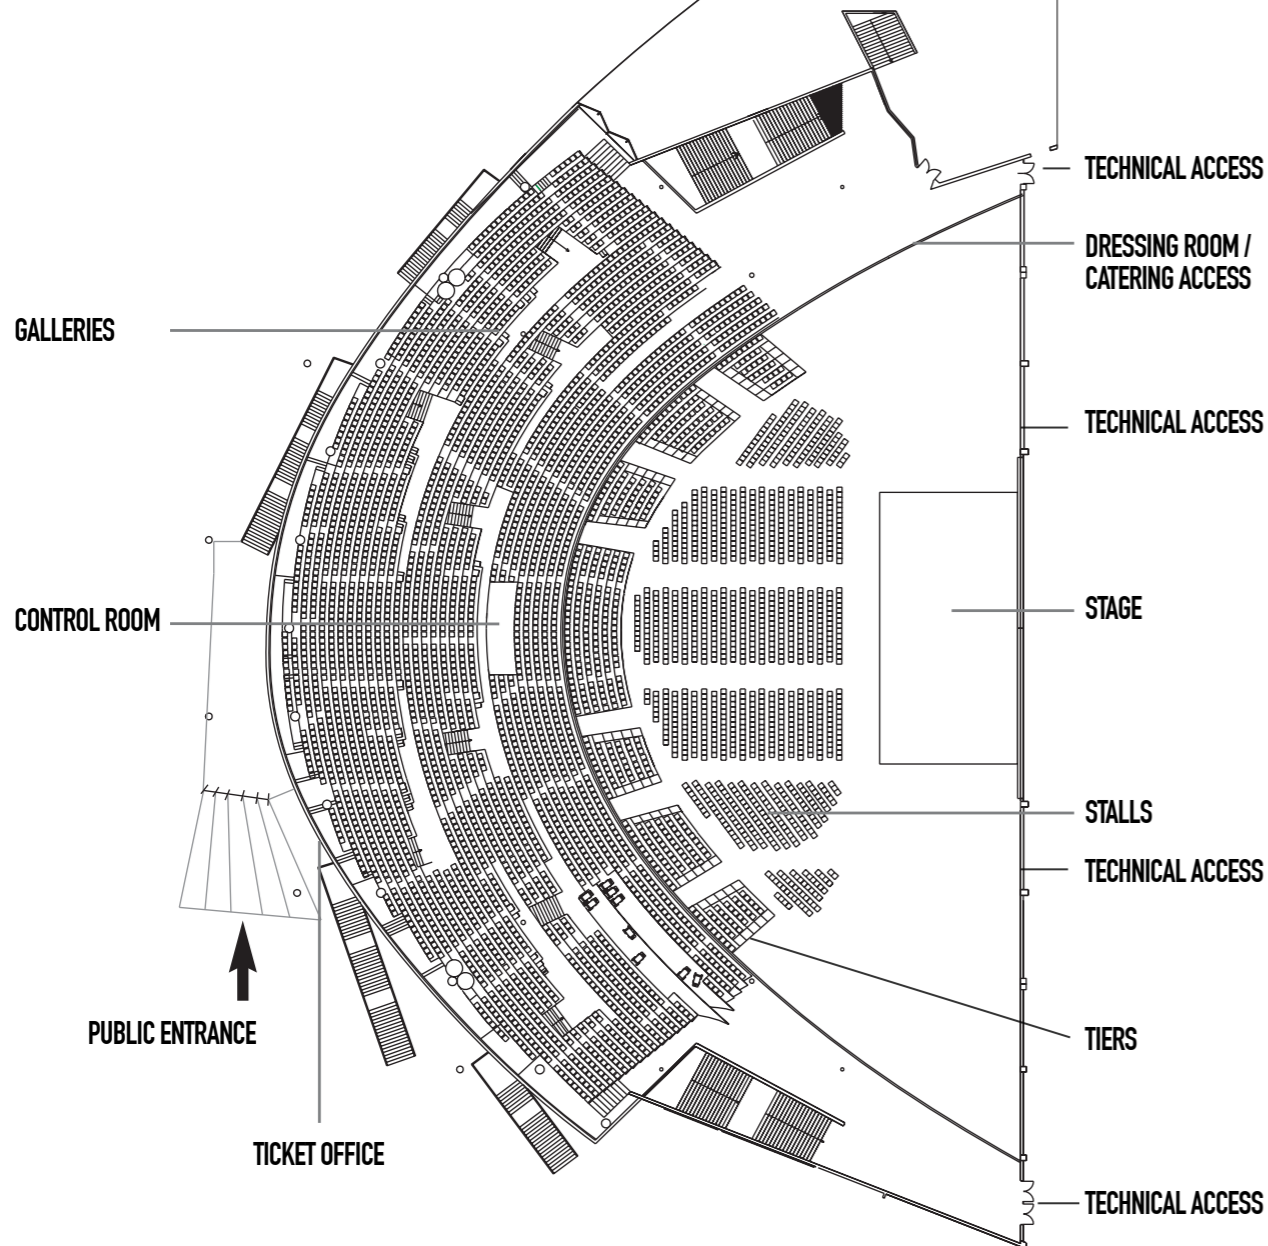 TECHNICAL ACCESS
DRESSING ROOM /
CATERING ACCESS
GALLERIES
TECHNICAL ACCESS
CONTROL ROOM
STAGE
STALLS
TECHNICAL ACCESS
PUBLIC ENTRANCE
TIERS
TICKET OFFICE
TECHNICAL ACCESS